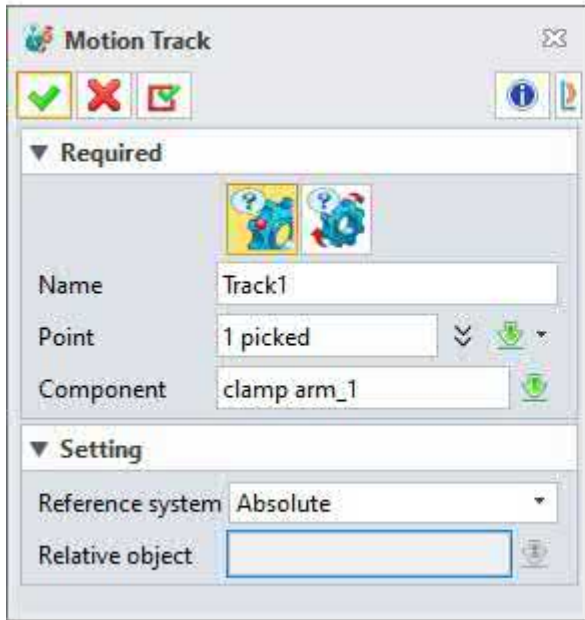 Motion Track
Required
Name Track1
Point 1 picked
Component clamp arm_1
Setting
Reference system Absolute
Relative object